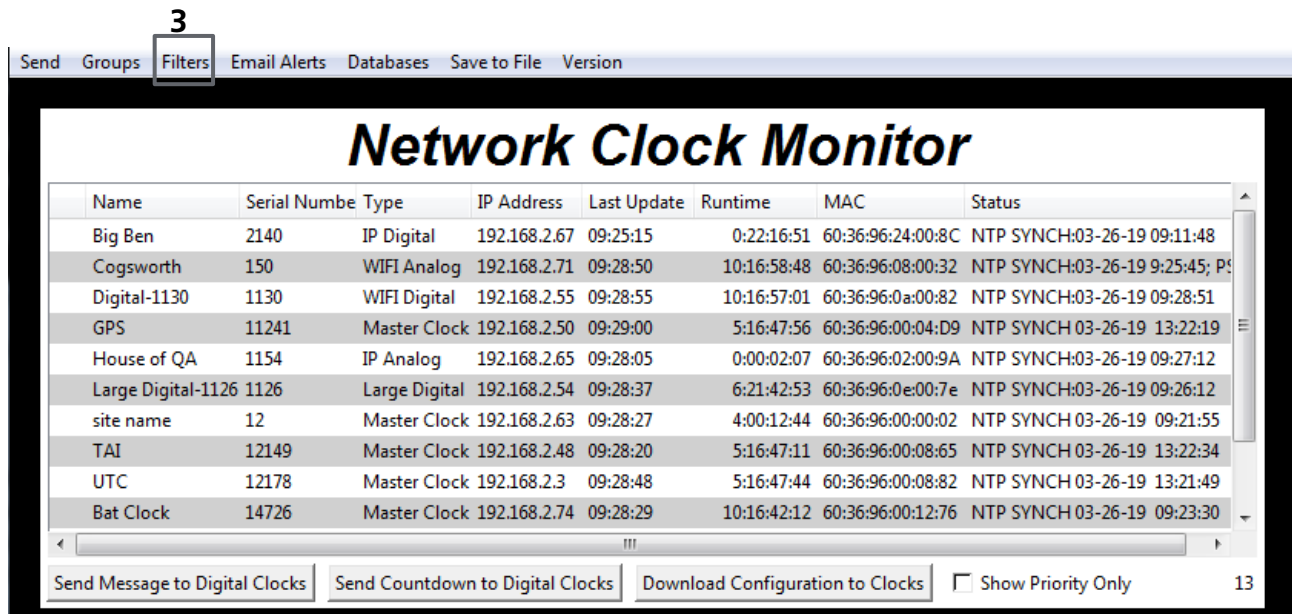 3
Send Groups Filters Email Alerts Databases Save to File Version
Network Clock Monitor
Name Serial Numbe Type IP Address Last Update Runtime MAC Status
Big Ben 2140 IP Digital 192.168.2.67 09:25:15 0:22:16:51 60:36:96:24:00:8C NTP SYNCH:03-26-19 09:11:48
Cogsworth 150 WIFI Analog 192.168.2.71 09:28:50 10:16:58:48 60:36:96:08:00:32 NTP SYNCH:03-26-19 9:25:45; PS
Digital-1130 1130 WIFI Digital 192.168.2.55 09:28:55 10:16:57:01 60:36:96:0a:00:82 NTP SYNCH:03-26-19 09:28:51
GPS 11241 Master Clock 192.168.2.50 09:29:00 5:16:47:56 60:36:96:00:04:D9 NTP SYNCH 03-26-19 13:22:19
House of QA 1154 IP Analog 192.168.2.65 09:28:05 0:00:02:07 60:36:96:02:00:9A NTP SYNCH:03-26-19 09:27:12
Large Digital-1126 1126 Large Digital 192.168.2.54 09:28:37 6:21:42:53 60:36:96:0e:00:7e NTP SYNCH:03-26-19 09:26:12
site name 12 Master Clock 192.168.2.63 09:28:27 4:00:12:44 60:36:96:00:00:02 NTP SYNCH 03-26-19 09:21:55
TAI 12149 Master Clock 192.168.2.48 09:28:20 5:16:47:11 60:36:96:00:08:65 NTP SYNCH 03-26-19 13:22:34
UTC 12178 Master Clock 192.168.2.3 09:28:48 5:16:47:44 60:36:96:00:08:82 NTP SYNCH 03-26-19 13:21:49
Bat Clock 14726 Master Clock 192.168.2.74 09:28:29 10:16:42:12 60:36:96:00:12:76 NTP SYNCH 03-26-19 09:23:30
Send Message to Digital Clocks Send Countdown to Digital Clocks Download Configuration to Clocks Show Priority Only 13